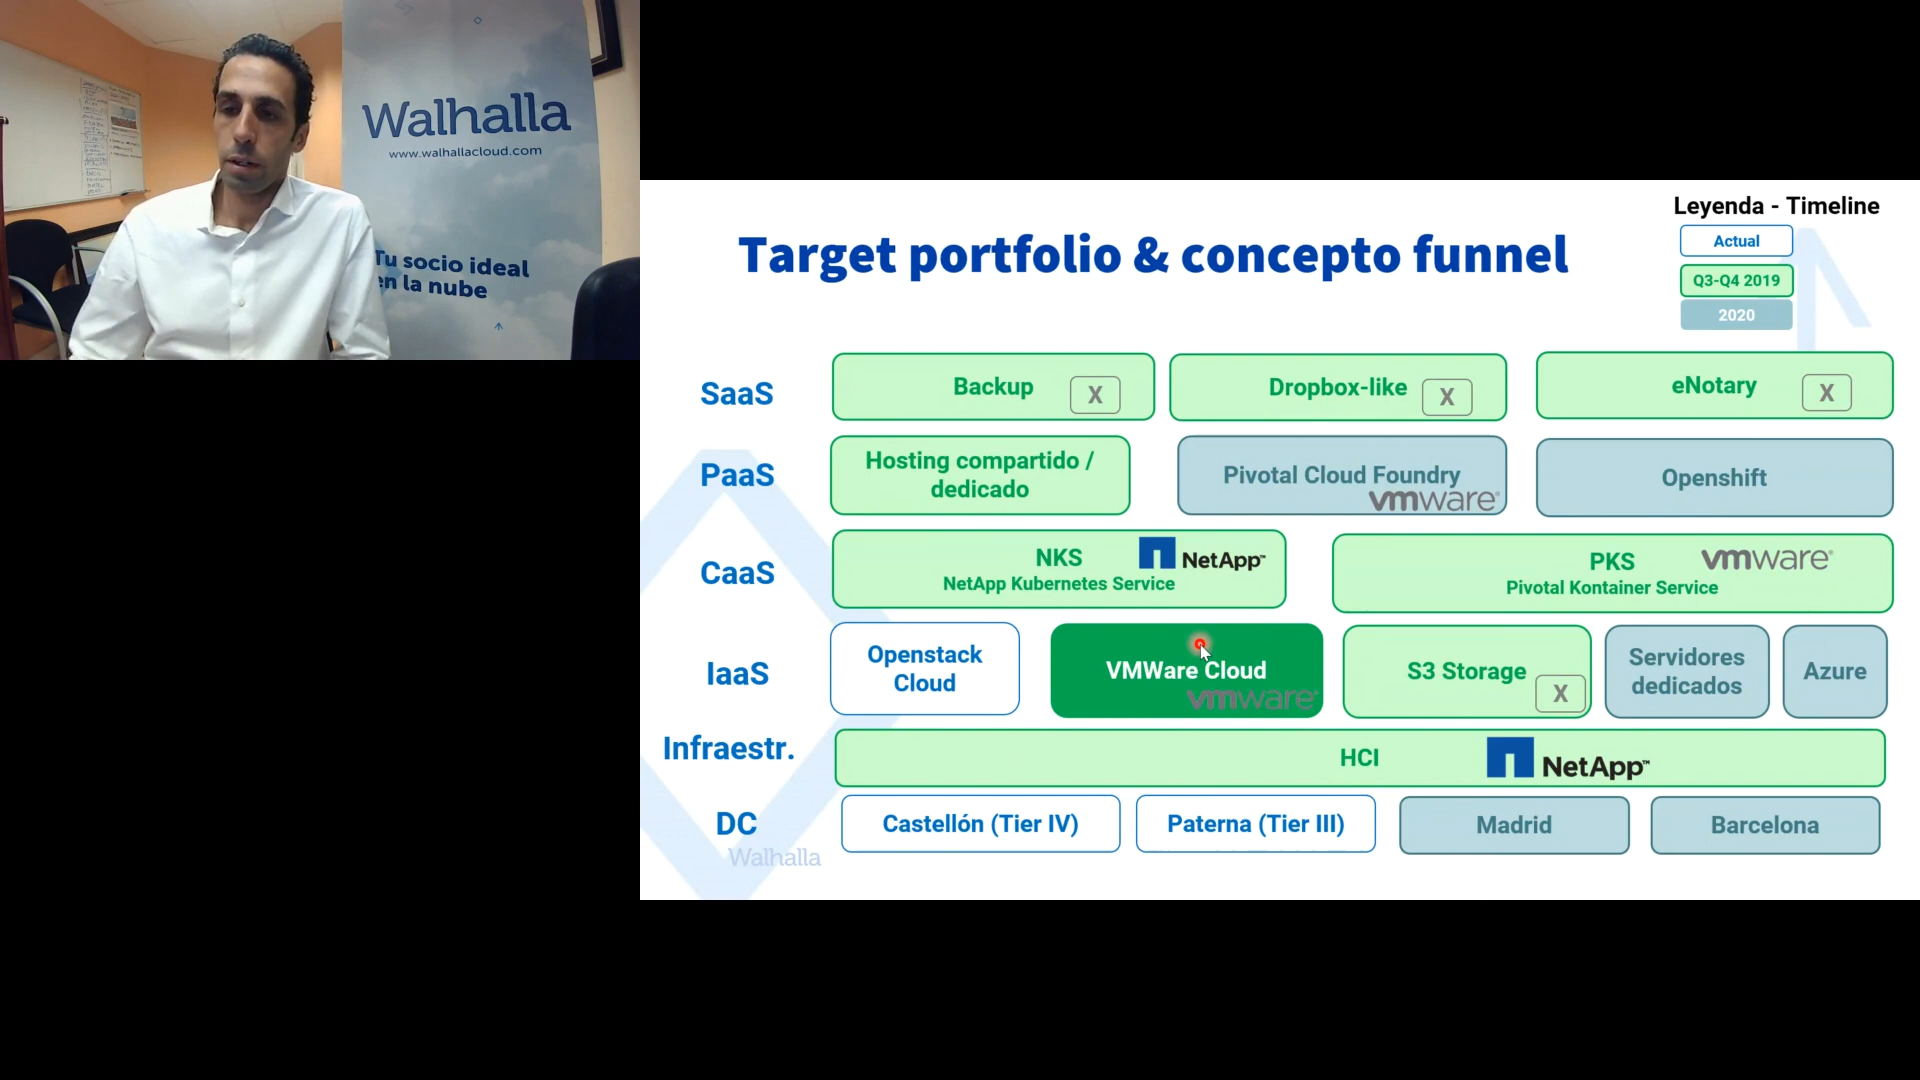 Walhalla
www.walhallacloud.com
Tu socio ideal
en la nube
Leyenda - Timeline
Target portfolio & concepto funnel
Actual
Q3-Q4 2019
2020
SaaS
Backup
X
Dropbox-like
X
eNotary
X
PaaS
Hosting compartido /
dedicado
Pivotal Cloud Foundry
vmware®
Openshift
CaaS
NKS
NetApp™
NetApp Kubernetes Service
PKS
vmware®
Pivotal Kontainer Service
IaaS
Openstack
Cloud
VMWare Cloud
vmware®
S3 Storage
X
Servidores
dedicados
Azure
Infraestr.
HCI
NetApp™
DC
Castellón (Tier IV)
Paterna (Tier III)
Madrid
Barcelona
Walhalla